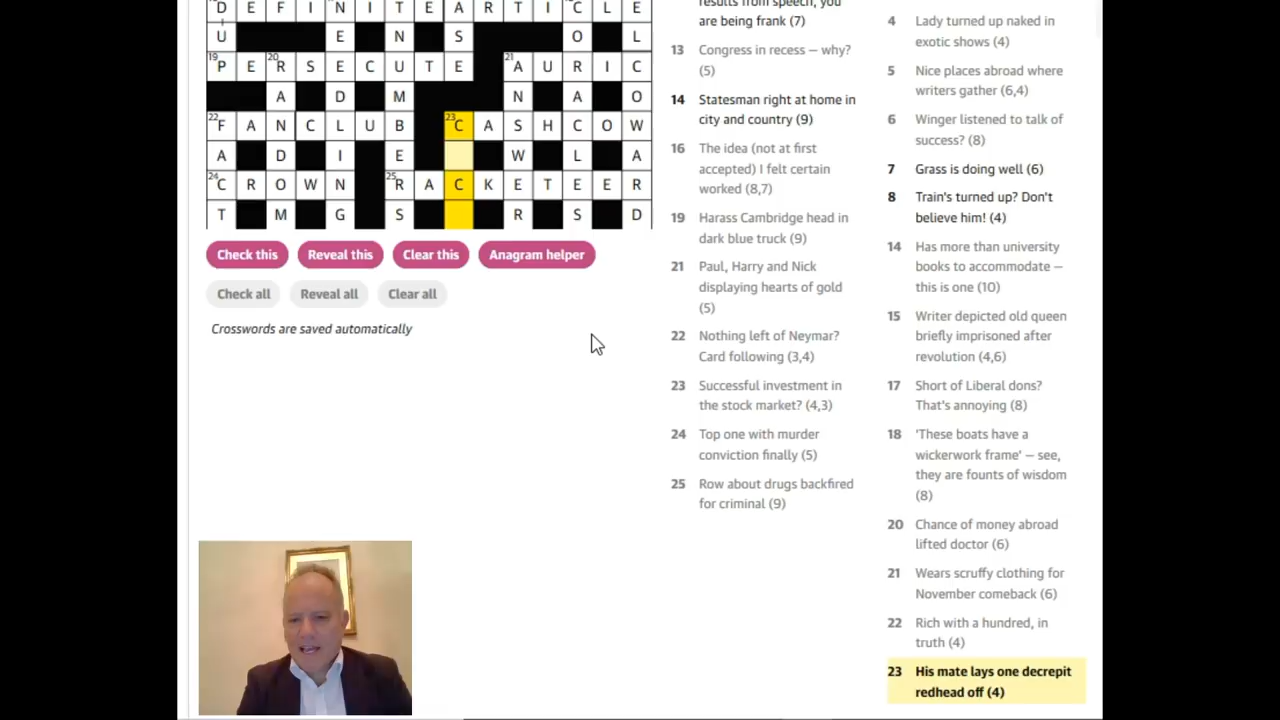 D E F I N I T E A R T I C L E
U E N S O L
19 P E 20 R S E C U T E 21 A U R I C
A D M N A O
22 F A N C L U B 23 C A S H C O W
A D I E W L A
24 C R O W N 25 R A C K E T E E R
T M G S R S D
Check this Reveal this Clear this Anagram helper
Check all Reveal all Clear all
Crosswords are saved automatically
results from speech, you
are being frank (7)
13 Congress in recess — why?
(5)
14 Statesman right at home in
city and country (9)
16 The idea (not at first
accepted) I felt certain
worked (8,7)
19 Harass Cambridge head in
dark blue truck (9)
21 Paul, Harry and Nick
displaying hearts of gold
(5)
22 Nothing left of Neymar?
Card following (3,4)
23 Successful investment in
the stock market? (4,3)
24 Top one with murder
conviction finally (5)
25 Row about drugs backfired
for criminal (9)
4 Lady turned up naked in
exotic shows (4)
5 Nice places abroad where
writers gather (6,4)
6 Winger listened to talk of
success? (8)
7 Grass is doing well (6)
8 Train's turned up? Don't
believe him! (4)
14 Has more than university
books to accommodate —
this is one (10)
15 Writer depicted old queen
briefly imprisoned after
revolution (4,6)
17 Short of Liberal dons?
That's annoying (8)
18 'These boats have a
wickerwork frame' — see,
they are founts of wisdom
(8)
20 Chance of money abroad
lifted doctor (6)
21 Wears scruffy clothing for
November comeback (6)
22 Rich with a hundred, in
truth (4)
23 His mate lays one decrepit
redhead off (4)